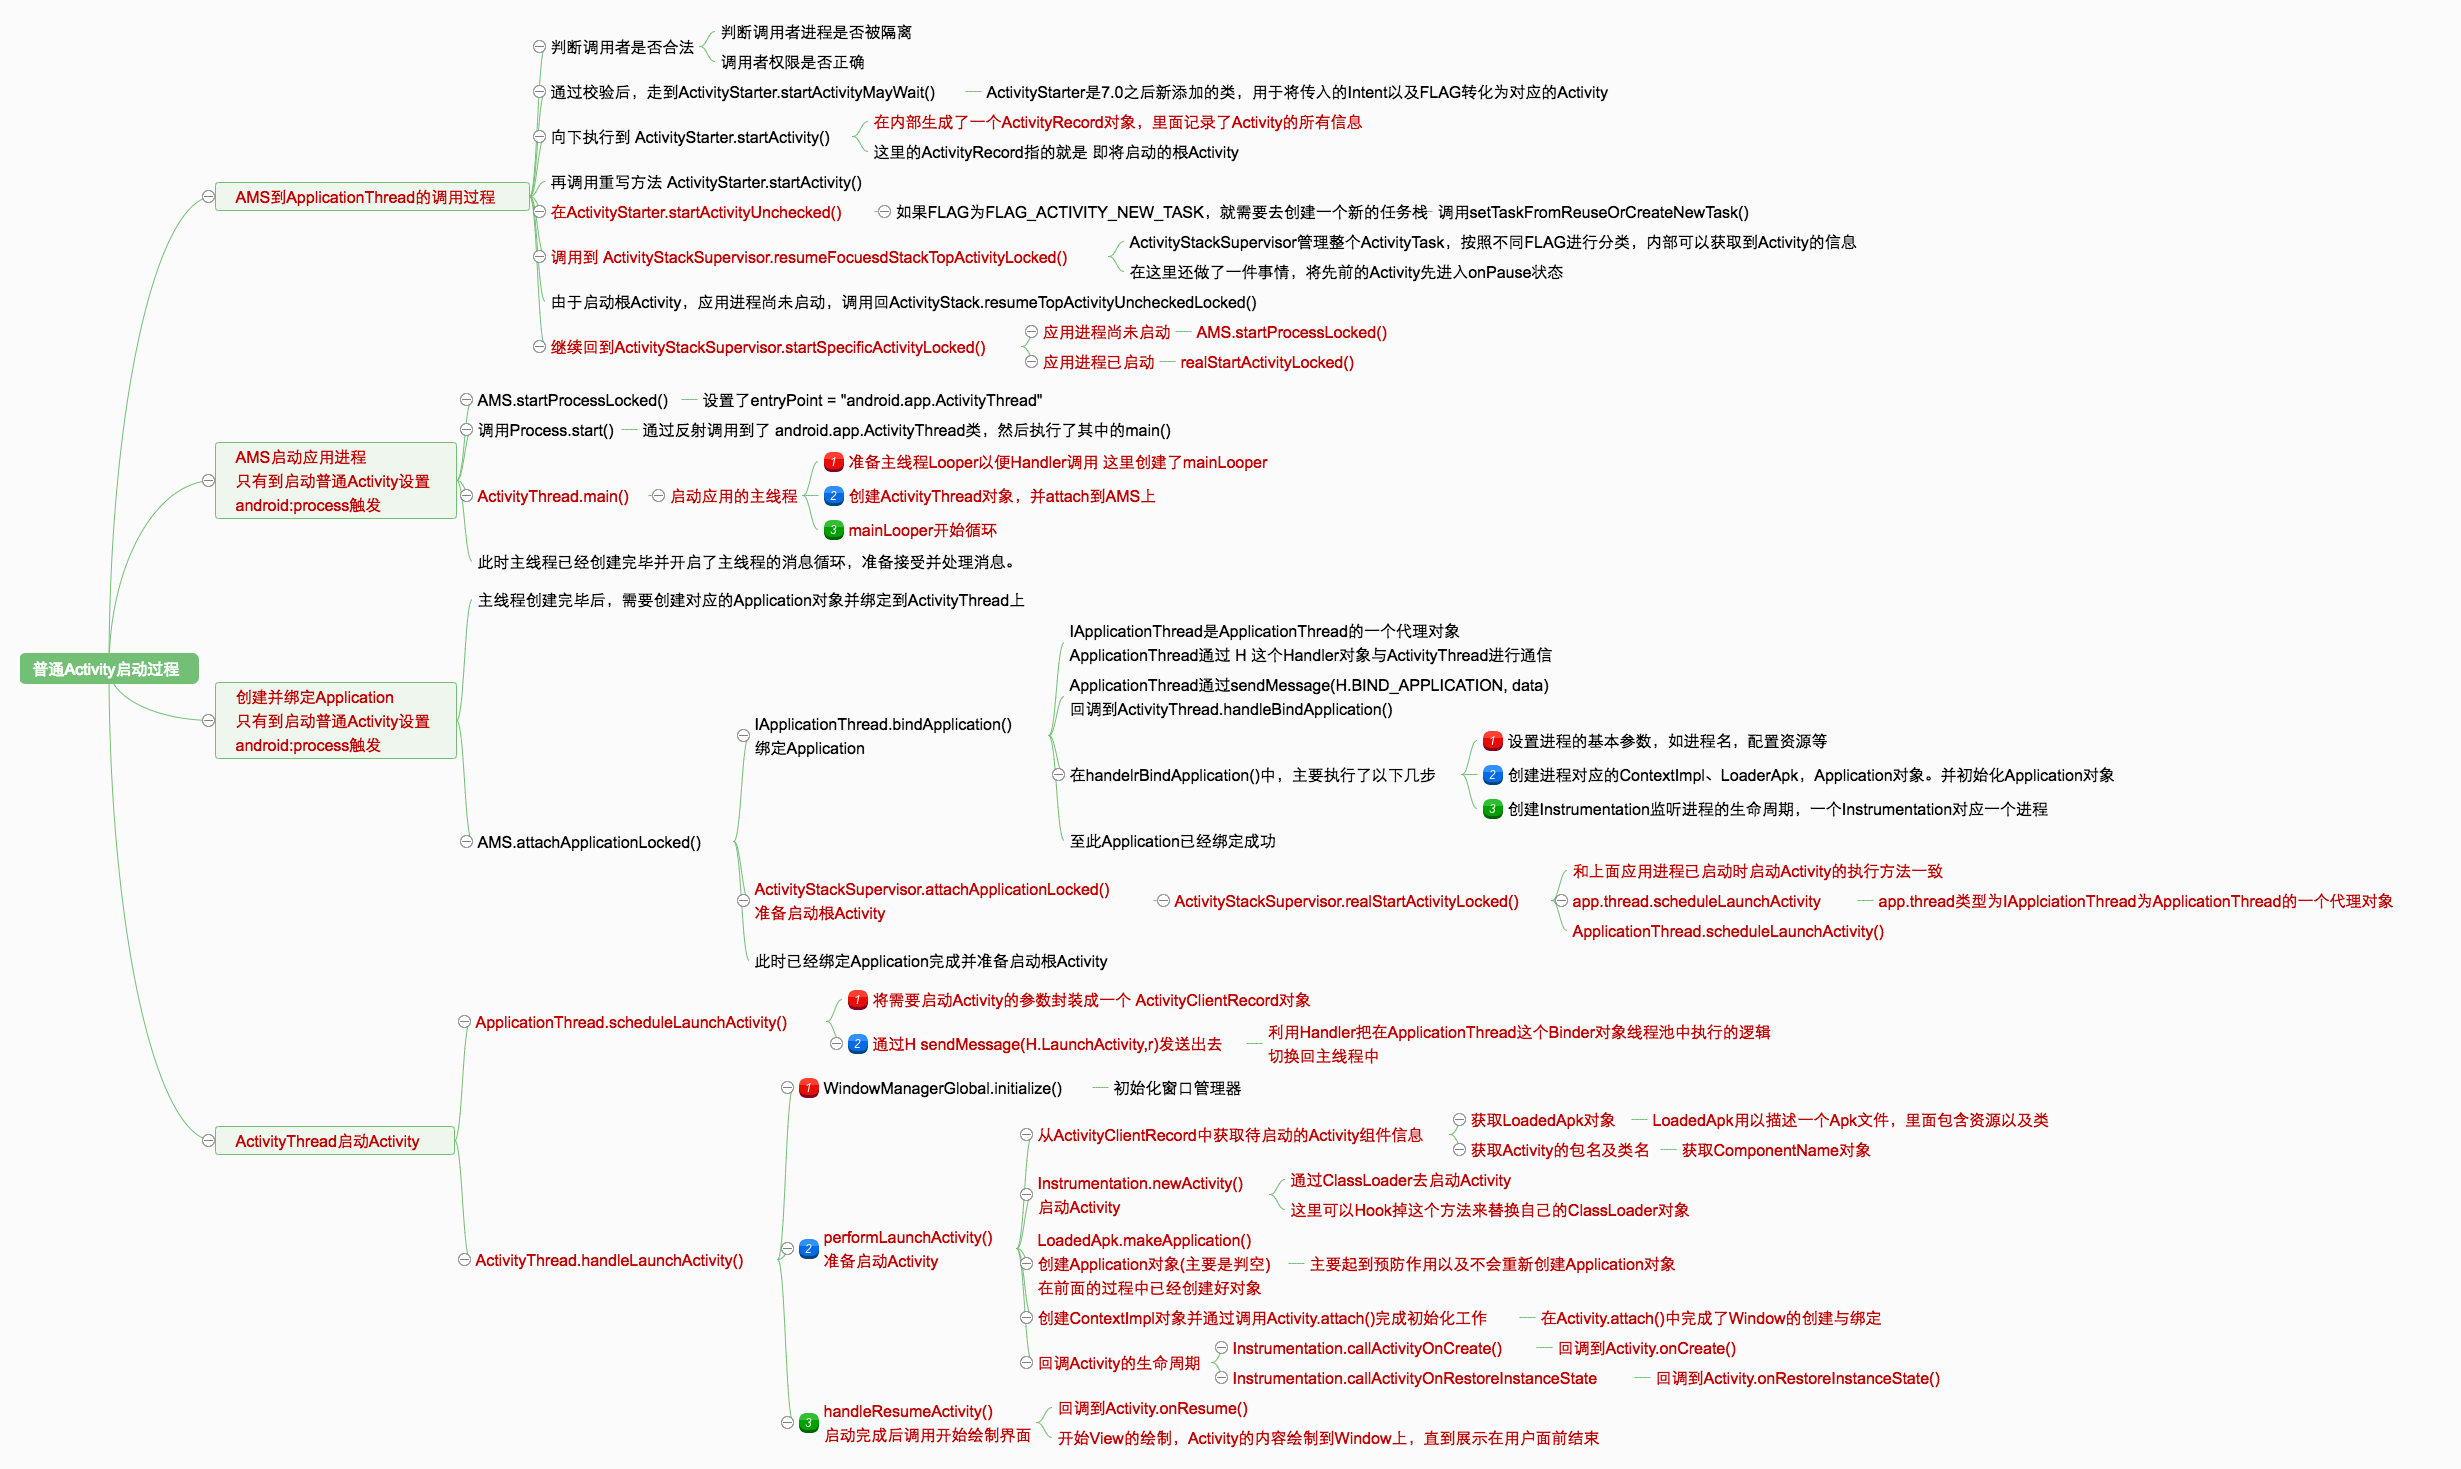 普通Activity启动过程
AMS到ApplicationThread的调用过程
判断调用者是否合法
判断调用者进程是否被隔离
调用者权限是否正确
通过校验后，走到ActivityStarter.startActivityMayWait()
ActivityStarter是7.0之后新添加的类，用于将传入的Intent以及FLAG转化为对应的Activity
向下执行到 ActivityStarter.startActivity()
在内部生成了一个ActivityRecord对象，里面记录了Activity的所有信息
这里的ActivityRecord指的就是 即将启动的根Activity
再调用重写方法 ActivityStarter.startActivity()
在ActivityStarter.startActivityUnchecked()
如果FLAG为FLAG_ACTIVITY_NEW_TASK，就需要去创建一个新的任务栈
调用setTaskFromReuseOrCreateNewTask()
调用到 ActivityStackSupervisor.resumeFocuesdStackTopActivityLocked()
ActivityStackSupervisor管理整个ActivityTask，按照不同FLAG进行分类，内部可以获取到Activity的信息
在这里还做了一件事情，将先前的Activity先进入onPause状态
由于启动根Activity，应用进程尚未启动，调用回ActivityStack.resumeTopActivityUncheckedLocked()
继续回到ActivityStackSupervisor.startSpecificActivityLocked()
应用进程尚未启动
AMS.startProcessLocked()
应用进程已启动
realStartActivityLocked()
AMS启动应用进程
只有到启动普通Activity设置
android:process触发
AMS.startProcessLocked()
设置了entryPoint = "android.app.ActivityThread"
调用Process.start()
通过反射调用到了 android.app.ActivityThread类，然后执行了其中的main()
ActivityThread.main()
启动应用的主线程
1 准备主线程Looper以便Handler调用 这里创建了mainLooper
2 创建ActivityThread对象，并attach到AMS上
3 mainLooper开始循环
此时主线程已经创建完毕并开启了主线程的消息循环，准备接受并处理消息。
创建并绑定Application
只有到启动普通Activity设置
android:process触发
主线程创建完毕后，需要创建对应的Application对象并绑定到ActivityThread上
AMS.attachApplicationLocked()
IApplicationThread.bindApplication()
绑定Application
IApplicationThread是ApplicationThread的一个代理对象
ApplicationThread通过 H 这个Handler对象与ActivityThread进行通信
ApplicationThread通过sendMessage(H.BIND_APPLICATION, data)
回调到ActivityThread.handleBindApplication()
在handelrBindApplication()中，主要执行了以下几步
1 设置进程的基本参数，如进程名，配置资源等
2 创建进程对应的ContextImpl、LoaderApk，Application对象。并初始化Application对象
3 创建Instrumentation监听进程的生命周期，一个Instrumentation对应一个进程
至此Application已经绑定成功
ActivityStackSupervisor.attachApplicationLocked()
准备启动根Activity
ActivityStackSupervisor.realStartActivityLocked()
和上面应用进程已启动时启动Activity的执行方法一致
app.thread.scheduleLaunchActivity
app.thread类型为IApplciationThread为ApplicationThread的一个代理对象
ApplicationThread.scheduleLaunchActivity()
此时已经绑定Application完成并准备启动根Activity
ActivityThread启动Activity
ApplicationThread.scheduleLaunchActivity()
1 将需要启动Activity的参数封装成一个 ActivityClientRecord对象
2 通过H sendMessage(H.LaunchActivity,r)发送出去
利用Handler把在ApplicationThread这个Binder对象线程池中执行的逻辑
切换回主线程中
ActivityThread.handleLaunchActivity()
1 WindowManagerGlobal.initialize()
初始化窗口管理器
2 performLaunchActivity()
准备启动Activity
从ActivityClientRecord中获取待启动的Activity组件信息
获取LoadedApk对象
LoadedApk用以描述一个Apk文件，里面包含资源以及类
获取Activity的包名及类名
获取ComponentName对象
Instrumentation.newActivity()
启动Activity
通过ClassLoader去启动Activity
这里可以Hook掉这个方法来替换自己的ClassLoader对象
LoadedApk.makeApplication()
创建Application对象(主要是判空)
在前面的过程中已经创建好对象
主要起到预防作用以及不会重新创建Application对象
创建ContextImpl对象并通过调用Activity.attach()完成初始化工作
在Activity.attach()中完成了Window的创建与绑定
回调Activity的生命周期
Instrumentation.callActivityOnCreate()
回调到Activity.onCreate()
Instrumentation.callActivityOnRestoreInstanceState
回调到Activity.onRestoreInstanceState()
3 handleResumeActivity()
启动完成后调用开始绘制界面
回调到Activity.onResume()
开始View的绘制，Activity的内容绘制到Window上，直到展示在用户面前结束